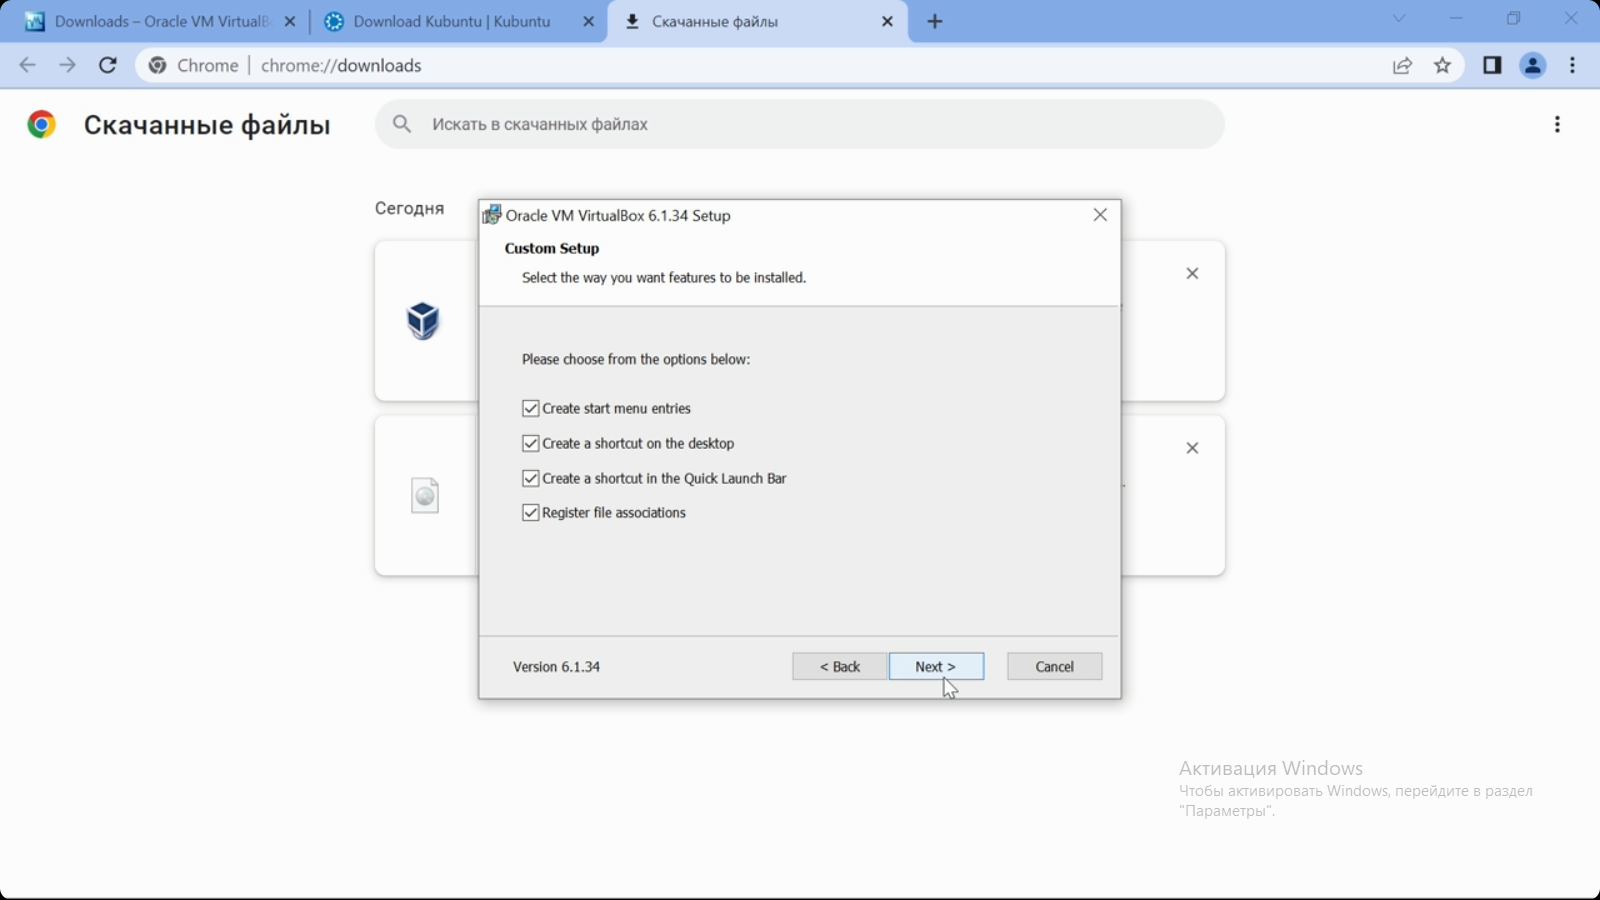 Downloads – Oracle VM VirtualB
Download Kubuntu | Kubuntu
Скачанные файлы
Chrome | chrome://downloads
Скачанные файлы
Искать в скачанных файлах
Сегодня
Oracle VM VirtualBox 6.1.34 Setup
Custom Setup
Select the way you want features to be installed.
Please choose from the options below:
Create start menu entries
Create a shortcut on the desktop
Create a shortcut in the Quick Launch Bar
Register file associations
Version 6.1.34
< Back
Next >
Cancel
Активация Windows
Чтобы активировать Windows, перейдите в раздел
"Параметры".